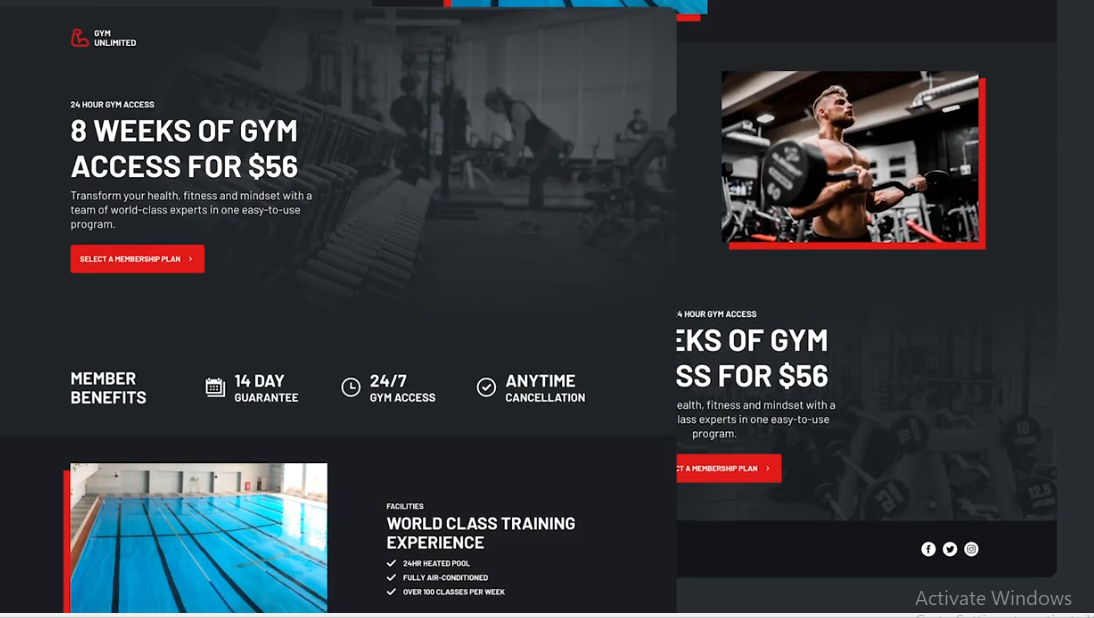 GYM
UNLIMITED
24 HOUR GYM ACCESS
8 WEEKS OF GYM
ACCESS FOR $56
Transform your health, fitness and mindset with a
team of world-class experts in one easy-to-use
program.
SELECT A MEMBERSHIP PLAN
MEMBER
BENEFITS
14 DAY
GUARANTEE
24/7
GYM ACCESS
ANYTIME
CANCELLATION
FACILITIES
WORLD CLASS TRAINING
EXPERIENCE
24HR HEATED POOL
FULLY AIR-CONDITIONED
OVER 100 CLASSES PER WEEK
4 HOUR GYM ACCESS
EKS OF GYM
SS FOR $56
ealth, fitness and mindset with a
lass experts in one easy-to-use
program.
CT A MEMBERSHIP PLAN
Activate Windows